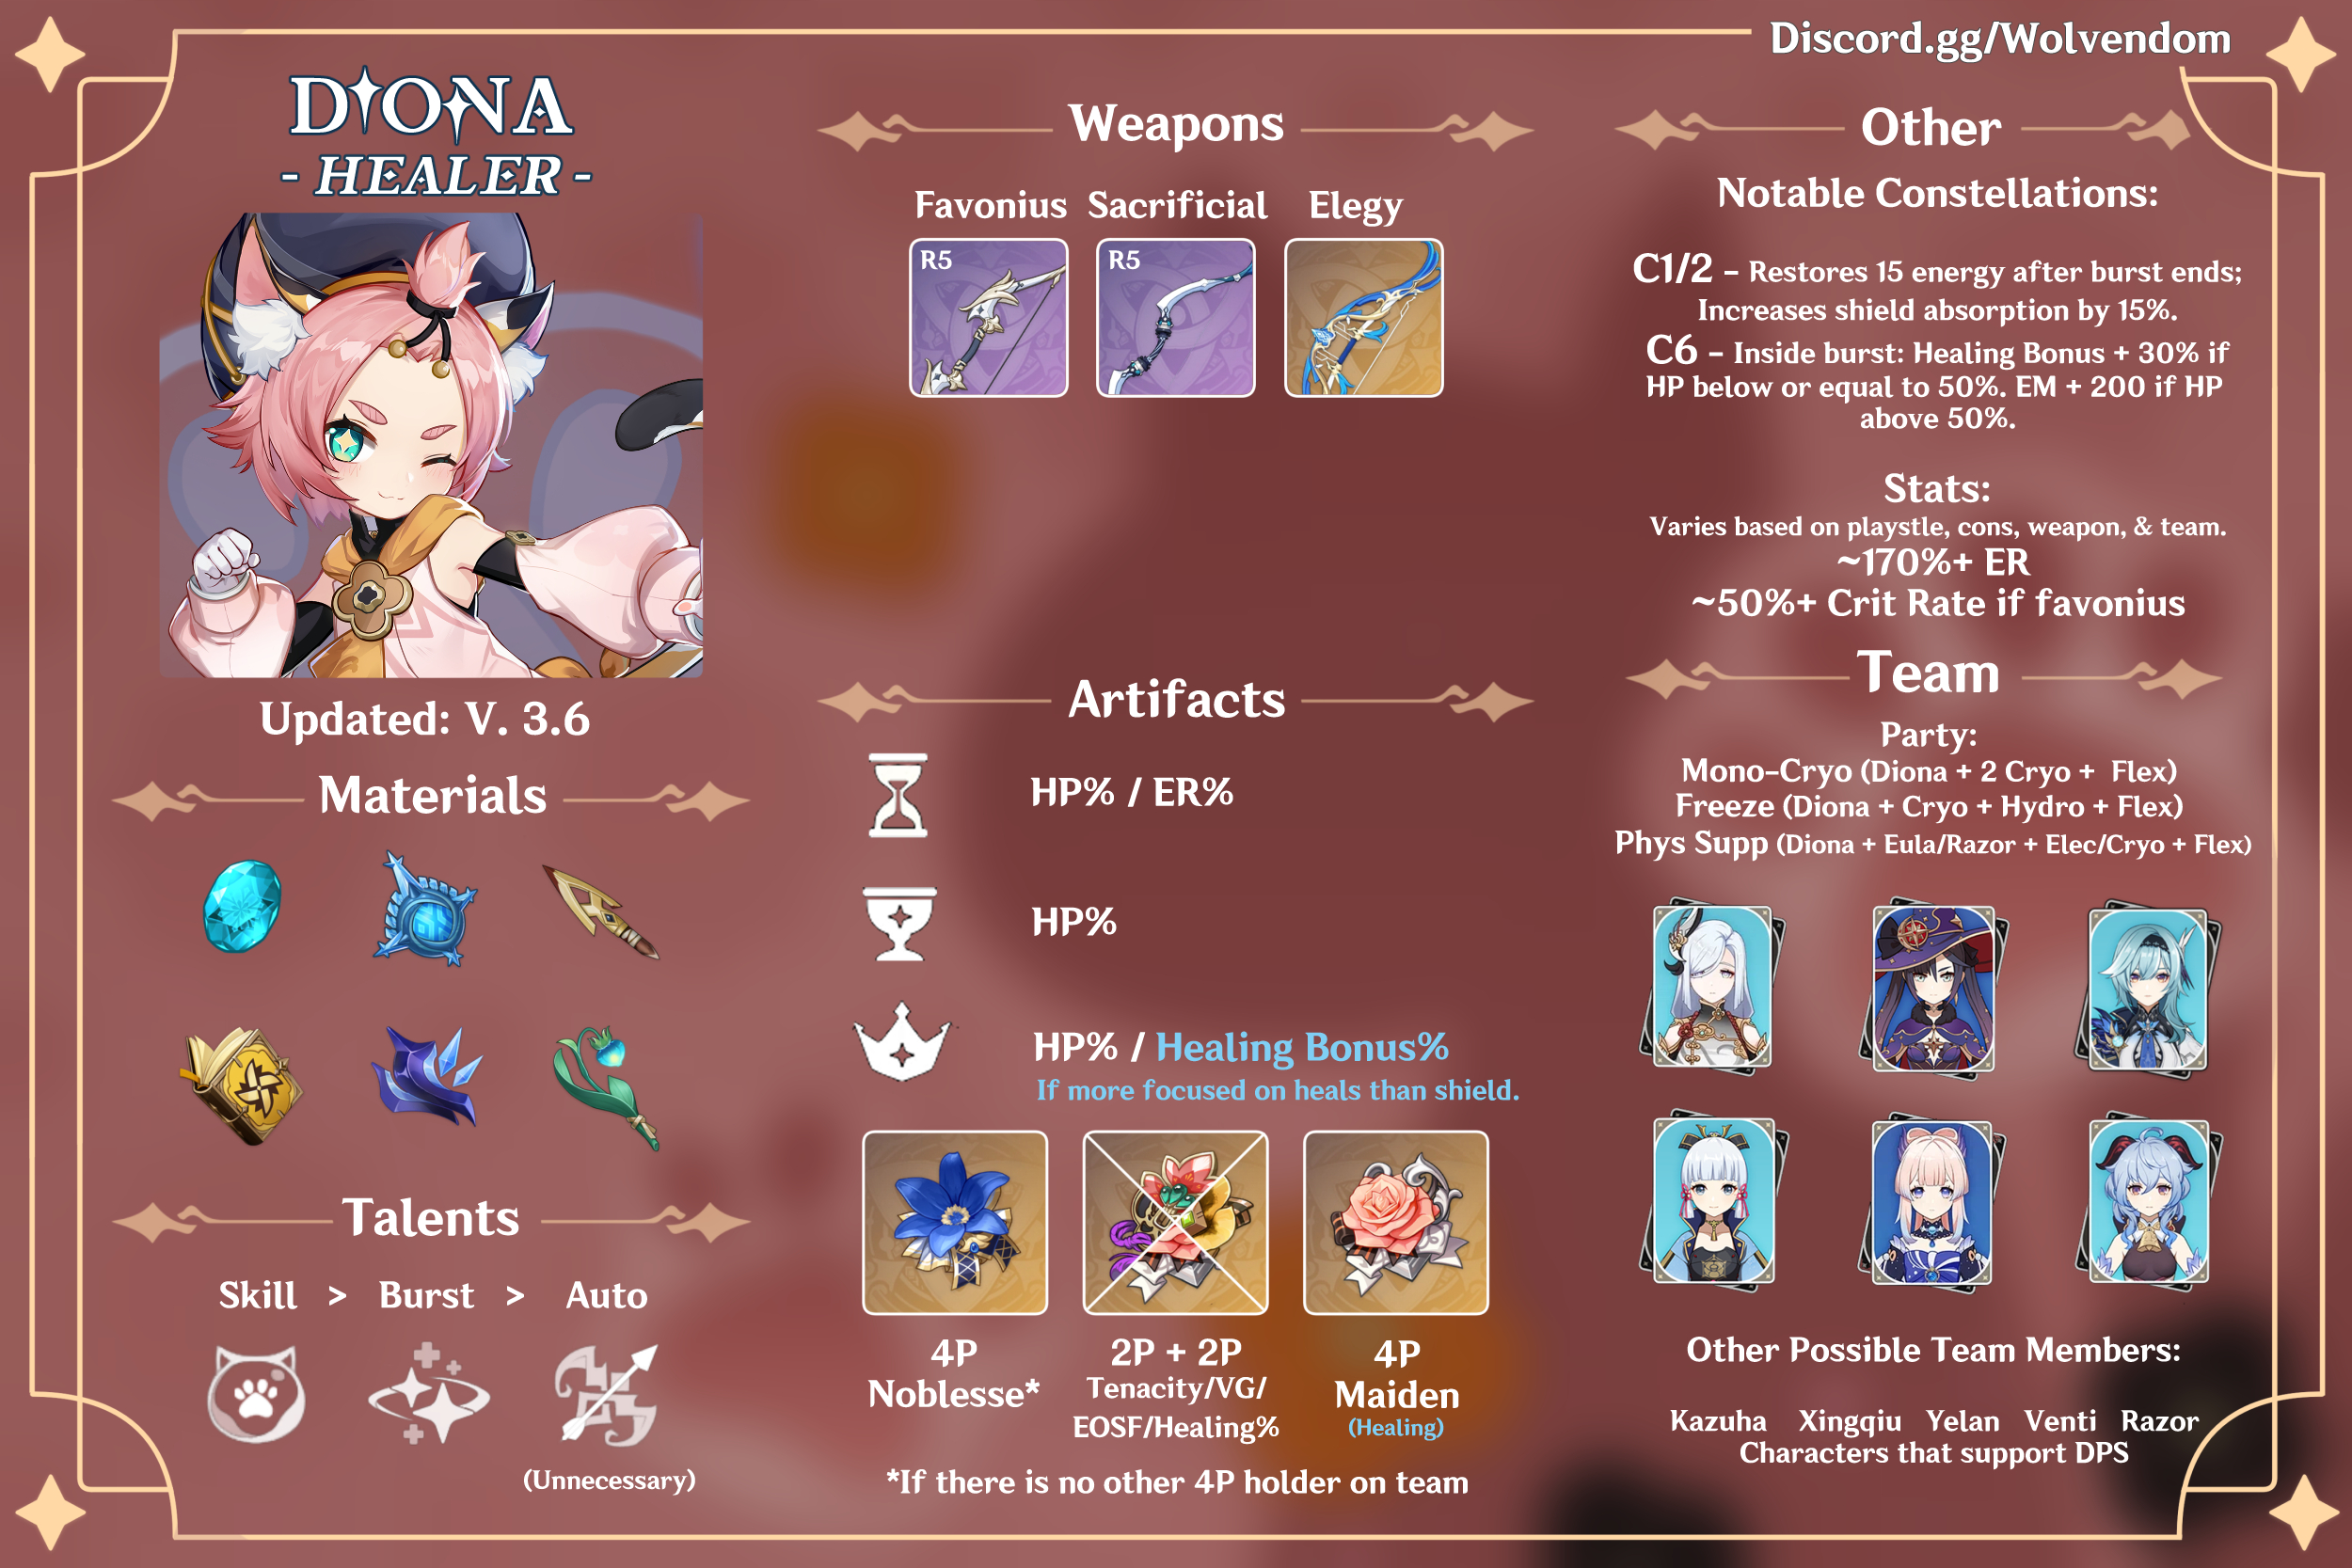 Discord.gg/Wolvendom
DIONA
- HEALER -
Updated: V. 3.6
Materials
Talents
Skill > Burst > Auto
(Unnecessary)
Weapons
Favonius Sacrificial Elegy
R5 R5
Artifacts
HP% / ER%
HP%
HP% / Healing Bonus%
If more focused on heals than shield.
4P
Noblesse*
2P + 2P
Tenacity/VG/
EOSF/Healing%
4P
Maiden
(Healing)
*If there is no other 4P holder on team
Other
Notable Constellations:
C1/2 - Restores 15 energy after burst ends;
Increases shield absorption by 15%.
C6 - Inside burst: Healing Bonus + 30% if
HP below or equal to 50%. EM + 200 if HP
above 50%.
Stats:
Varies based on playstle, cons, weapon, & team.
~170%+ ER
~50%+ Crit Rate if favonius
Team
Party:
Mono-Cryo (Diona + 2 Cryo + Flex)
Freeze (Diona + Cryo + Hydro + Flex)
Phys Supp (Diona + Eula/Razor + Elec/Cryo + Flex)
Other Possible Team Members:
Kazuha Xingqiu Yelan Venti Razor
Characters that support DPS